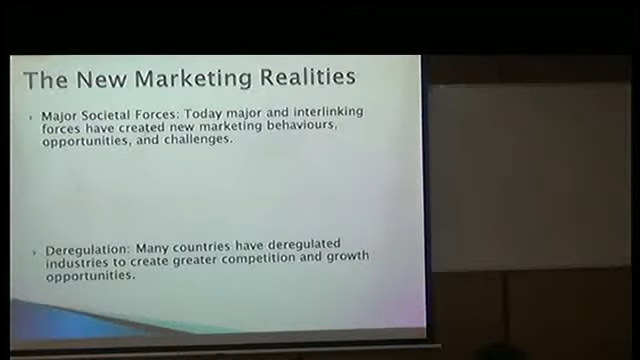 The New Marketing Realities
Major Societal Forces: Today major and interlinking
forces have created new marketing behaviours,
opportunities, and challenges.
Deregulation: Many countries have deregulated
industries to create greater competition and growth
opportunities.